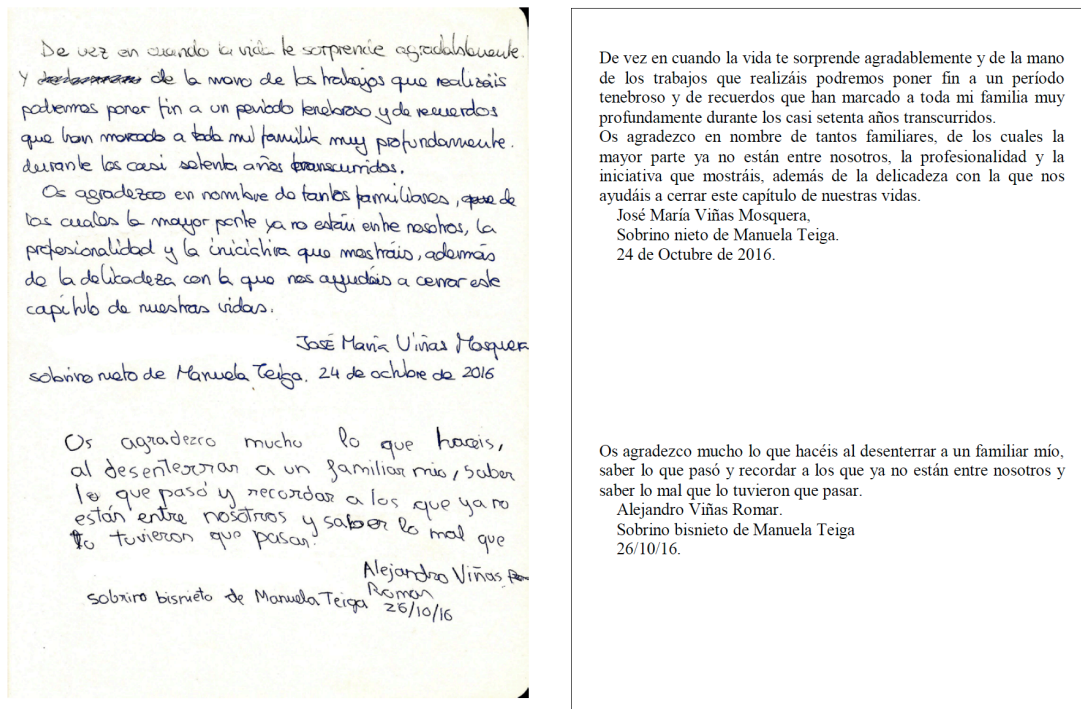 De vez en cuando la vida te sorprende agradablemente.
Y de la mano de los trabajos que realizáis
podremos poner fin a un período tenebroso y de recuerdos
que han marcado a toda mi familia muy profundamente.
durante los casi setenta años transcurridos.
Os agradezco en nombre de tantos familiares, de
los cuales la mayor parte ya no están entre nosotros, la
profesionalidad y la iniciativa que mostráis, además
de la delicadeza con la que nos ayudáis a cerrar este
capítulo de nuestras vidas.
José María Viñas Mosquera
sobrino nieto de Manuela Teiga. 24 de octubre de 2016
Os agradezco mucho lo que haceis,
al desenterrar a un familiar mio, saber
lo que pasó y recordar a los que ya no
están entre nosotros y saber lo mal que
lo tuvieron que pasar.
Alejandro Viñas
Romar
sobrino bisnieto de Manuela Teiga 26/10/16
De vez en cuando la vida te sorprende agradablemente y de la mano
de los trabajos que realizáis podremos poner fin a un período
tenebroso y de recuerdos que han marcado a toda mi familia muy
profundamente durante los casi setenta años transcurridos.
Os agradezco en nombre de tantos familiares, de los cuales la
mayor parte ya no están entre nosotros, la profesionalidad y la
iniciativa que mostráis, además de la delicadeza con la que nos
ayudáis a cerrar este capítulo de nuestras vidas.
José María Viñas Mosquera,
Sobrino nieto de Manuela Teiga.
24 de Octubre de 2016.
Os agradezco mucho lo que hacéis al desenterrar a un familiar mío,
saber lo que pasó y recordar a los que ya no están entre nosotros y
saber lo mal que lo tuvieron que pasar.
Alejandro Viñas Romar.
Sobrino bisnieto de Manuela Teiga
26/10/16.